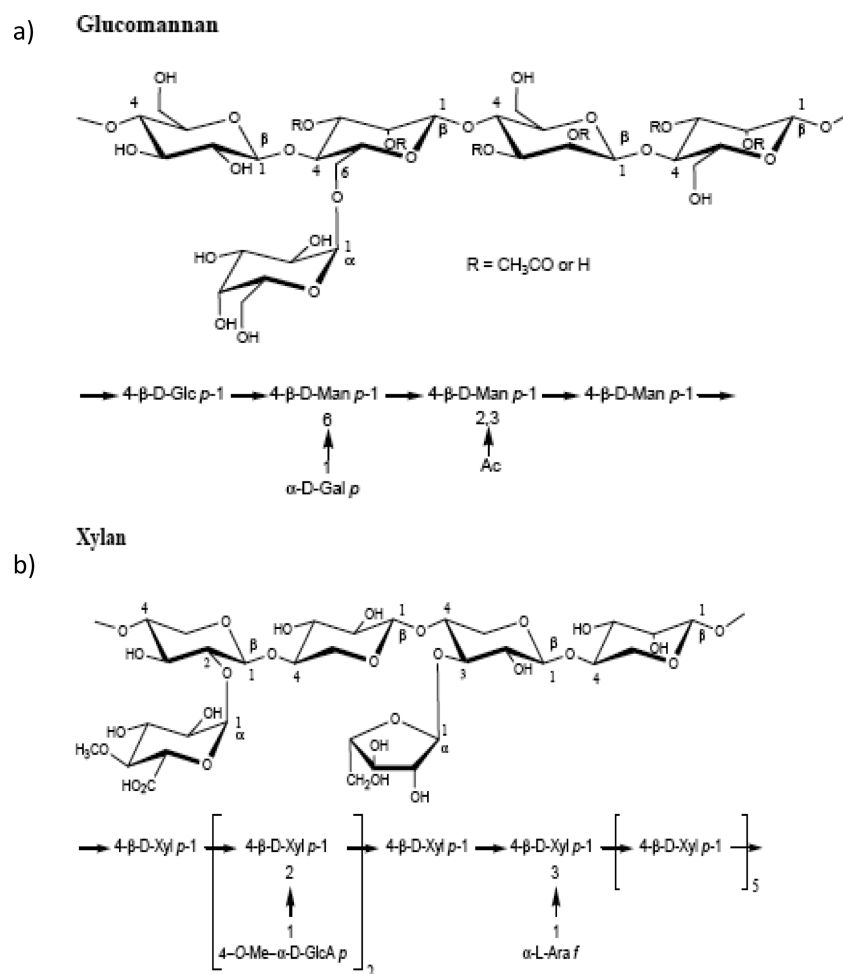 a)
Glucomannan
OH
OH
4
O
O
β
1
HO
OH
O
4
RO
OR
O
6
1
β
O
4
OR
RO
O
β
1
O
4
RO
OR
O
1
β
O
OH
O
HO
OH
1
α
O
OH
OH
R = CH₃CO or H
4-β-D-Glc p-1 4-β-D-Man p-1 4-β-D-Man p-1 4-β-D-Man p-1
6 2,3
1 Ac
α-D-Gal p
Xylan
b)
4
O
O
HO
2
O
β
1
O
4
HO
OH
O
1
β
O
4
O
O
3
OH
β
1
O
4
HO
OH
O
1
β
O
HO
OH
1
α
H₃CO
O
HO₂C
O
1
α
OH
CH₂OH
OH
4-β-D-Xyl p-1 4-β-D-Xyl p-1 4-β-D-Xyl p-1 4-β-D-Xyl p-1 4-β-D-Xyl p-1
2 3 5
1 1
4–O-Me–α-D-GlcA p α-L-Ara f